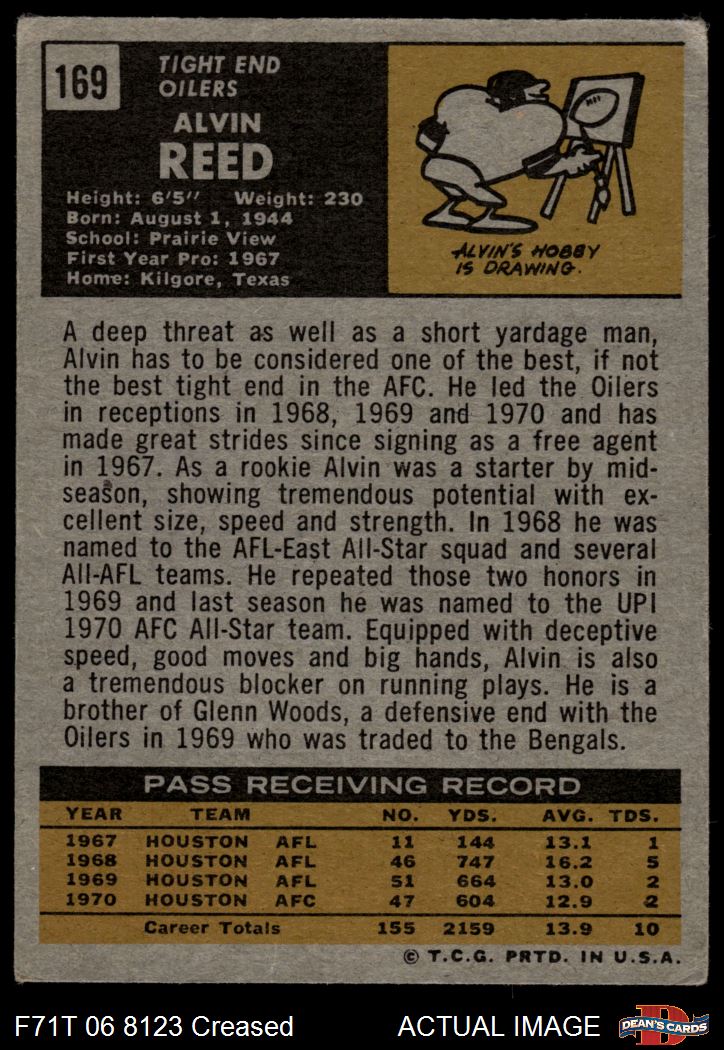 169
TIGHT END
OILERS
ALVIN
REED
Height: 6'5" Weight: 230
Born: August 1, 1944
School: Prairie View
First Year Pro: 1967
Home: Kilgore, Texas
ALVIN'S HOBBY
IS DRAWING.
A deep threat as well as a short yardage man,
Alvin has to be considered one of the best, if not
the best tight end in the AFC. He led the Oilers
in receptions in 1968, 1969 and 1970 and has
made great strides since signing as a free agent
in 1967. As a rookie Alvin was a starter by mid-
season, showing tremendous potential with ex-
cellent size, speed and strength. In 1968 he was
named to the AFL-East All-Star squad and several
All-AFL teams. He repeated those two honors in
1969 and last season he was named to the UPI
1970 AFC All-Star team. Equipped with deceptive
speed, good moves and big hands, Alvin is also
a tremendous blocker on running plays. He is a
brother of Glenn Woods, a defensive end with the
Oilers in 1969 who was traded to the Bengals.
PASS RECEIVING RECORD
YEAR TEAM NO. YDS. AVG. TDS.
1967 HOUSTON AFL 11 144 13.1 1
1968 HOUSTON AFL 46 747 16.2 5
1969 HOUSTON AFL 51 664 13.0 2
1970 HOUSTON AFC 47 604 12.9 2
Career Totals 155 2159 13.9 10
© T.C.G. PRTD. IN U.S.A.
F71T 06 8123 Creased ACTUAL IMAGE
D
DEAN'S CARDS